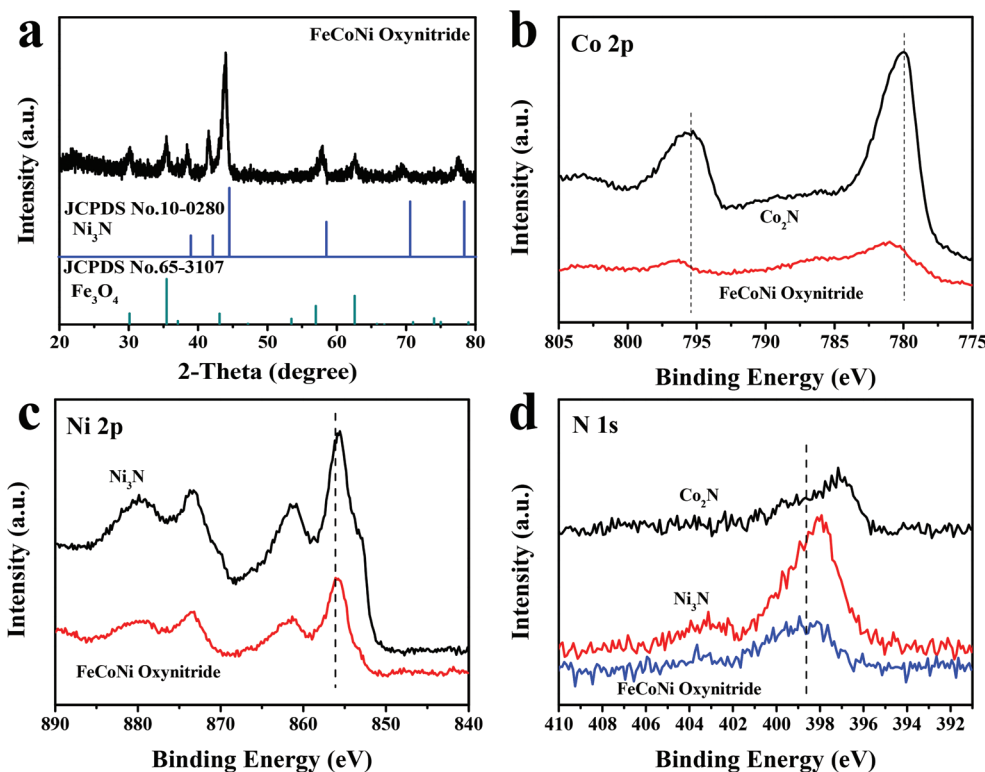 a
FeCoNi Oxynitride
Intensity (a.u.)
JCPDS No.10-0280
Ni₃N
JCPDS No.65-3107
Fe₃O₄
20 30 40 50 60 70 80
2-Theta (degree)
b
Co 2p
Intensity (a.u.)
Co₂N
FeCoNi Oxynitride
805 800 795 790 785 780 775
Binding Energy (eV)
c
Ni 2p
Intensity (a.u.)
Ni₃N
FeCoNi Oxynitride
890 880 870 860 850 840
Binding Energy (eV)
d
N 1s
Intensity (a.u.)
Co₂N
Ni₃N
FeCoNi Oxynitride
410 408 406 404 402 400 398 396 394 392
Binding Energy (eV)